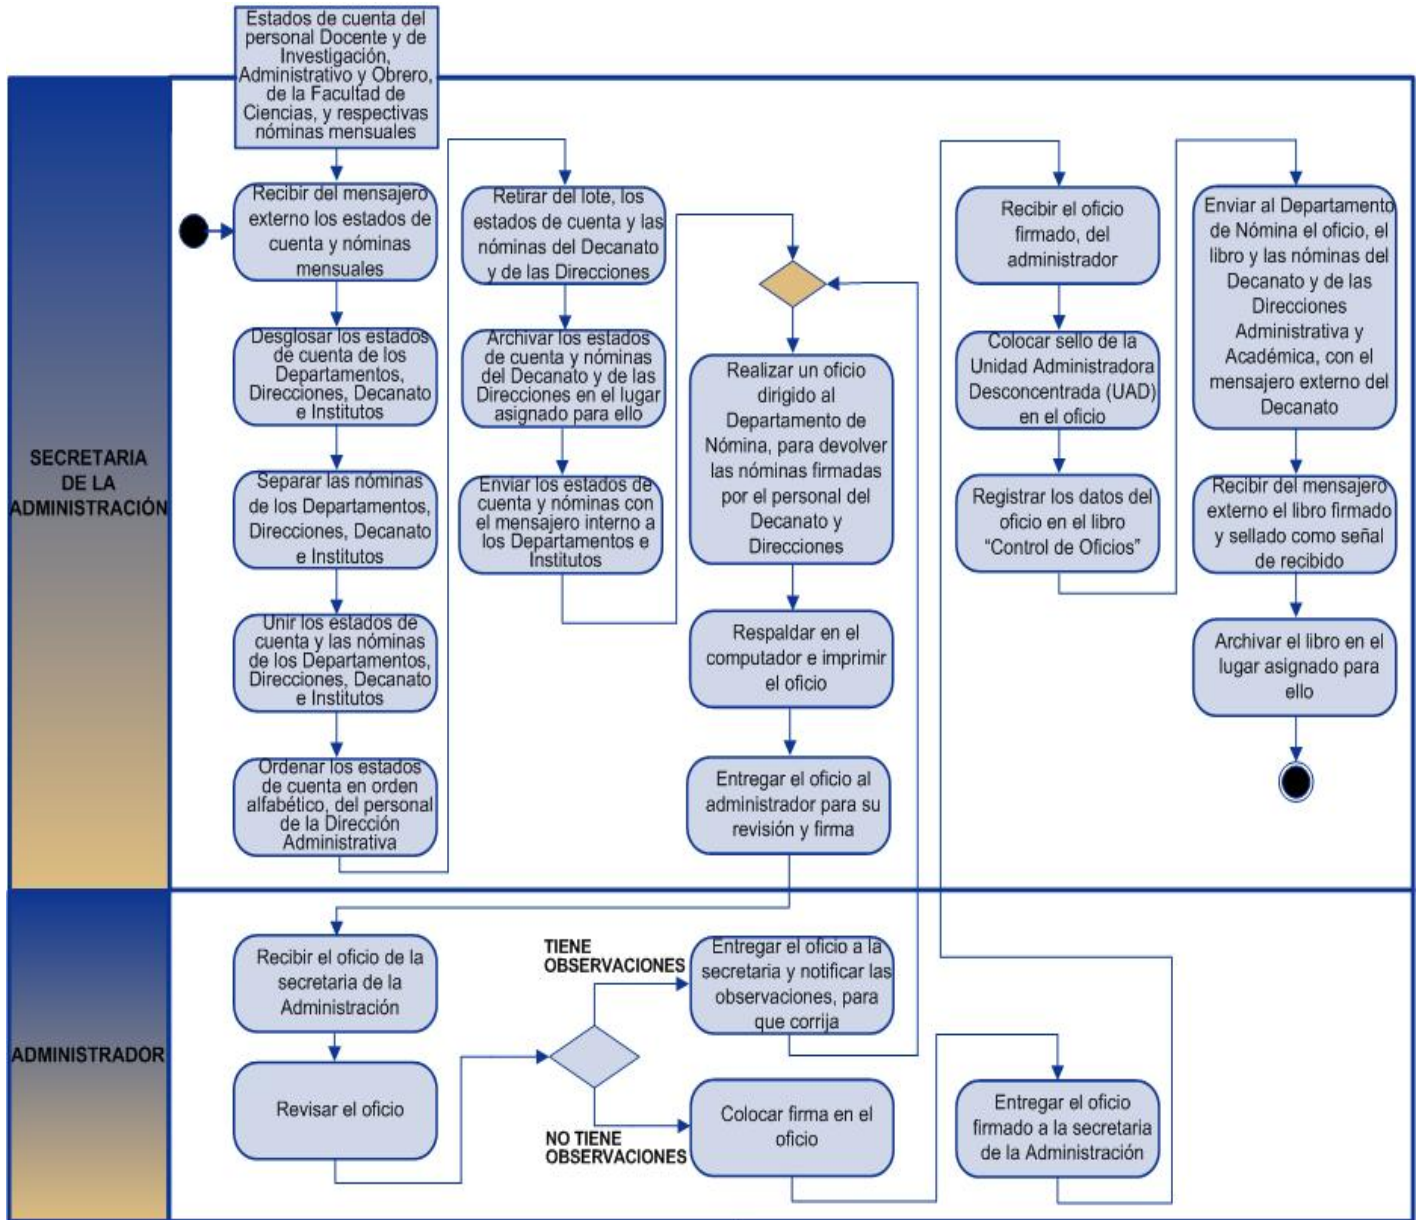 Estados de cuenta del
personal Docente y de
Investigación,
Administrativo y Obrero,
de la Facultad de
Ciencias, y respectivas
nóminas mensuales
SECRETARIA
DE LA
ADMINISTRACIÓN
Recibir del mensajero
externo los estados de
cuenta y nóminas
mensuales
Desglosar los estados
de cuenta de los
Departamentos,
Direcciones, Decanato
e Institutos
Separar las nóminas
de los Departamentos,
Direcciones, Decanato
e Institutos
Unir los estados de
cuenta y las nóminas
de los Departamentos,
Direcciones, Decanato
e Institutos
Ordenar los estados
de cuenta en orden
alfabético, del personal
de la Dirección
Administrativa
Retirar del lote, los
estados de cuenta y las
nóminas del Decanato
y de las Direcciones
Archivar los estados
de cuenta y nóminas
del Decanato y de las
Direcciones en el lugar
asignado para ello
Enviar los estados de
cuenta y nóminas con
el mensajero interno a
los Departamentos e
Institutos
Realizar un oficio
dirigido al
Departamento de
Nómina, para devolver
las nóminas firmadas
por el personal del
Decanato y
Direcciones
Respaldar en el
computador e imprimir
el oficio
Entregar el oficio al
administrador para su
revisión y firma
Recibir el oficio
firmado, del
administrador
Colocar sello de la
Unidad Administradora
Desconcentrada (UAD)
en el oficio
Registrar los datos del
oficio en el libro
“Control de Oficios”
Enviar al Departamento
de Nómina el oficio, el
libro y las nóminas del
Decanato y de las
Direcciones
Administrativa y
Académica, con el
mensajero externo del
Decanato
Recibir del mensajero
externo el libro firmado
y sellado como señal
de recibido
Archivar el libro en el
lugar asignado para
ello
ADMINISTRADOR
Recibir el oficio de la
secretaria de la
Administración
Revisar el oficio
TIENE
OBSERVACIONES
NO TIENE
OBSERVACIONES
Entregar el oficio a la
secretaria y notificar las
observaciones, para
que corrija
Colocar firma en el
oficio
Entregar el oficio
firmado a la secretaria
de la Administración